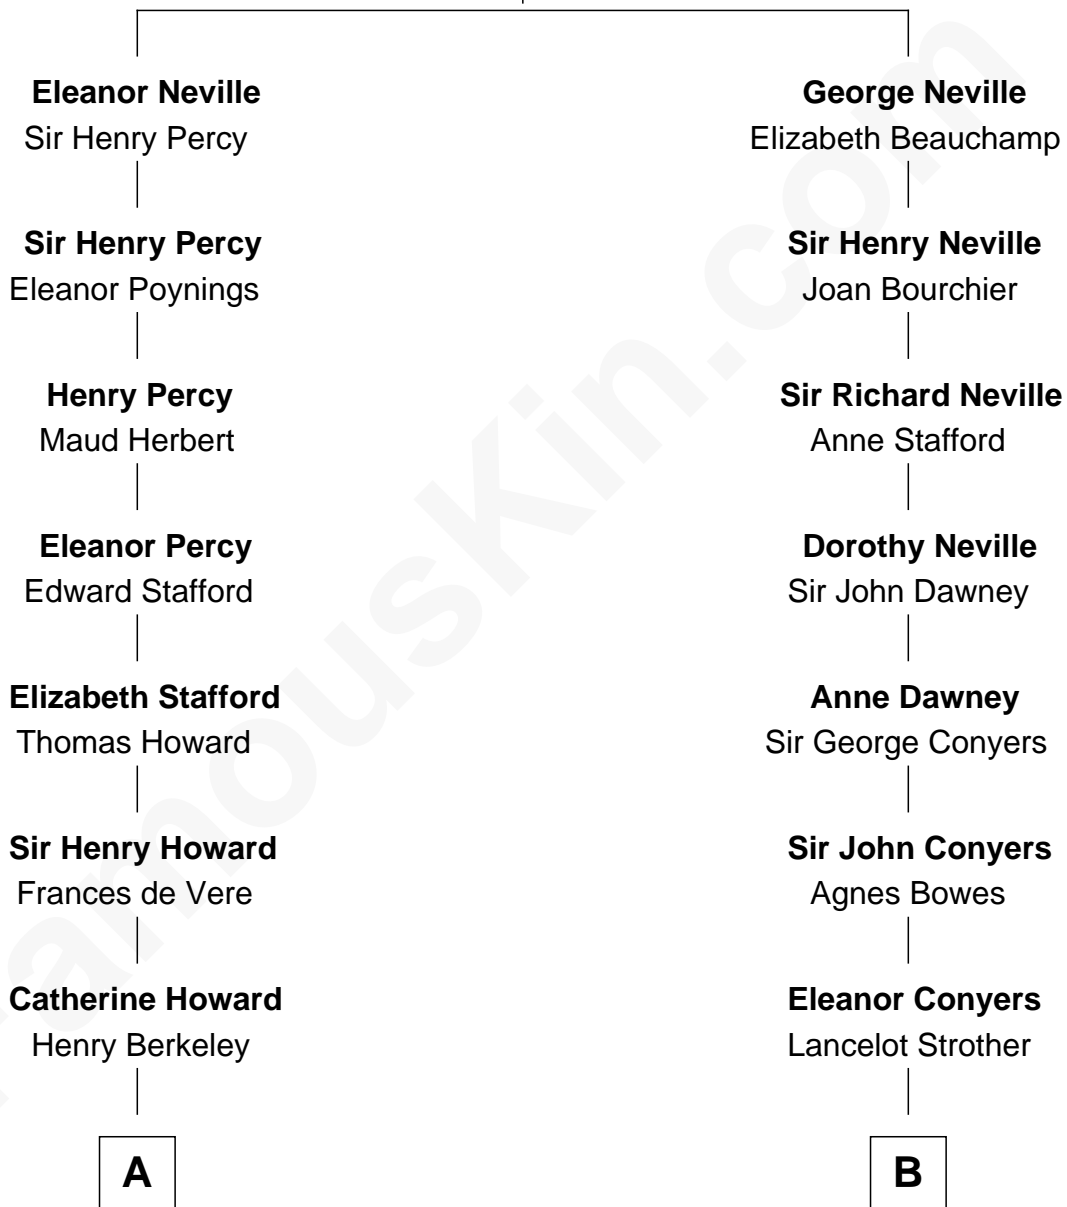 Eleanor Neville
Sir Henry Percy
Sir Henry Percy
Eleanor Poynings
Henry Percy
Maud Herbert
Eleanor Percy
Edward Stafford
Elizabeth Stafford
Thomas Howard
Sir Henry Howard
Frances de Vere
Catherine Howard
Henry Berkeley
A
George Neville
Elizabeth Beauchamp
Sir Henry Neville
Joan Bourchier
Sir Richard Neville
Anne Stafford
Dorothy Neville
Sir John Dawney
Anne Dawney
Sir George Conyers
Sir John Conyers
Agnes Bowes
Eleanor Conyers
Lancelot Strother
B
FamousKin.com